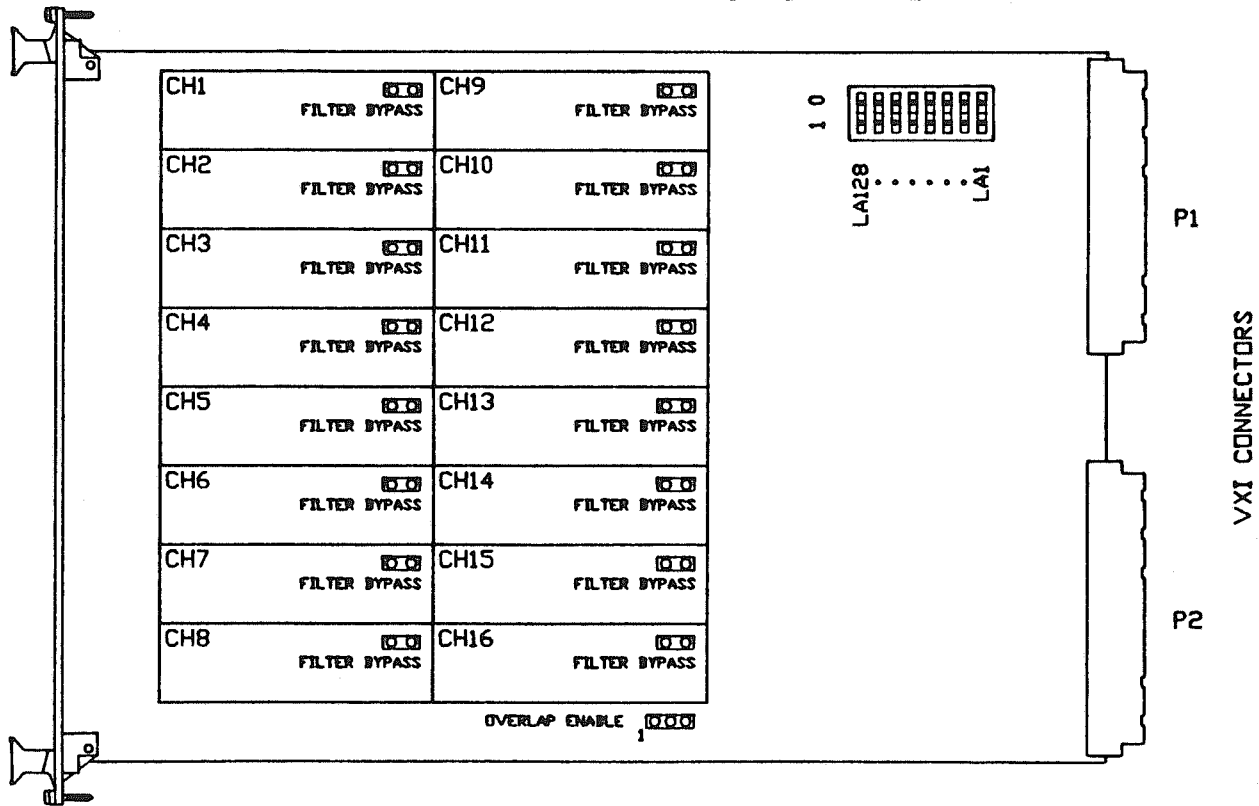 CH1
FILTER BYPASS
CH9
FILTER BYPASS
CH2
FILTER BYPASS
CH10
FILTER BYPASS
CH3
FILTER BYPASS
CH11
FILTER BYPASS
CH4
FILTER BYPASS
CH12
FILTER BYPASS
CH5
FILTER BYPASS
CH13
FILTER BYPASS
CH6
FILTER BYPASS
CH14
FILTER BYPASS
CH7
FILTER BYPASS
CH15
FILTER BYPASS
CH8
FILTER BYPASS
CH16
FILTER BYPASS
OVERLAP ENABLE
1
1 0
LA128 · · · · · · LA1
P1
P2
VXI CONNECTORS